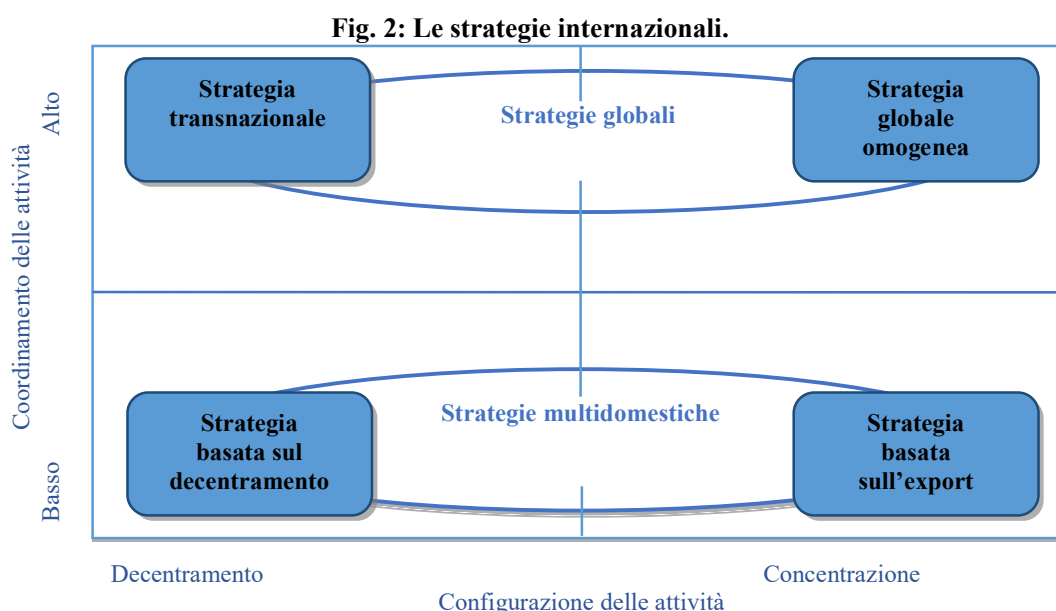 Fig. 2: Le strategie internazionali.
Coordinamento delle attività
Alto
Basso
Strategia
transnazionale
Strategie globali
Strategia
globale
omogenea
Strategia
basata sul
decentramento
Strategie multidomestiche
Strategia
basata
sull’export
Decentramento
Concentrazione
Configurazione delle attività